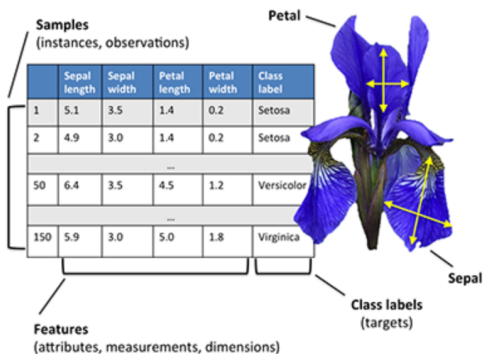 Samples
(instances, observations)
Petal
Sepal length Sepal width Petal length Petal width Class label
1 5.1 3.5 1.4 0.2 Setosa
2 4.9 3.0 1.4 0.2 Setosa
...
50 6.4 3.5 4.5 1.2 Versicolor
...
150 5.9 3.0 5.0 1.8 Virginica
Sepal
Class labels
(targets)
Features
(attributes, measurements, dimensions)